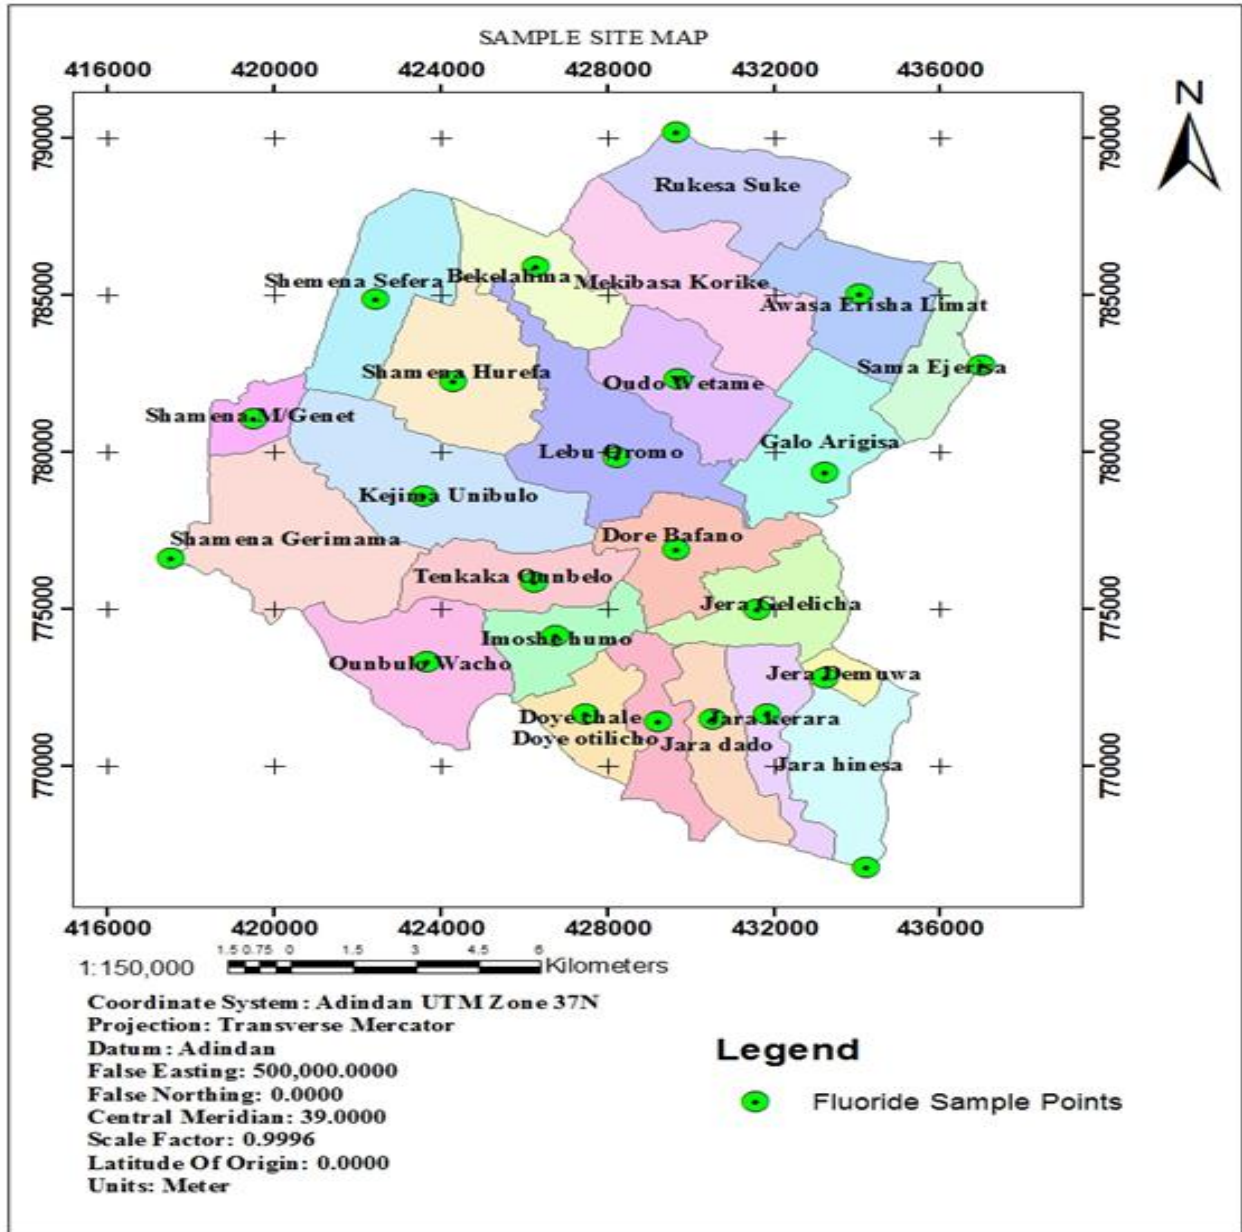 SAMPLE SITE MAP
416000 420000 424000 428000 432000 436000
N
790000 790000
Rukesa Suke
Shemena Sefera Bekelahma Mekibasa Korike
785000 785000
Awasa Erisha Limat
Shamena Hurefa Oudo Wetame Sama Ejerrsa
Shamena M/Genet
Galo Arigisa
780000 Lebu Oromo 780000
Kejima Unibulo
Shamena Gerimama Dore Bafano
Tenkaka Qunbelo
775000 Jera Gelelicha 775000
Imoshe humo
Qunbulo Wacho Jera Demuwa
Doye chale Jara kerara
Doye otilicho Jara dado
770000 Jara hinesa 770000
416000 420000 424000 428000 432000 436000
1.5 0.75 0 1.5 3 4.5 6
1:150,000 Kilometers
Coordinate System: Adindan UTM Zone 37N
Projection: Transverse Mercator
Datum: Adindan
False Easting: 500,000.0000
False Northing: 0.0000
Central Meridian: 39.0000
Scale Factor: 0.9996
Latitude Of Origin: 0.0000
Units: Meter
Legend
Fluoride Sample Points